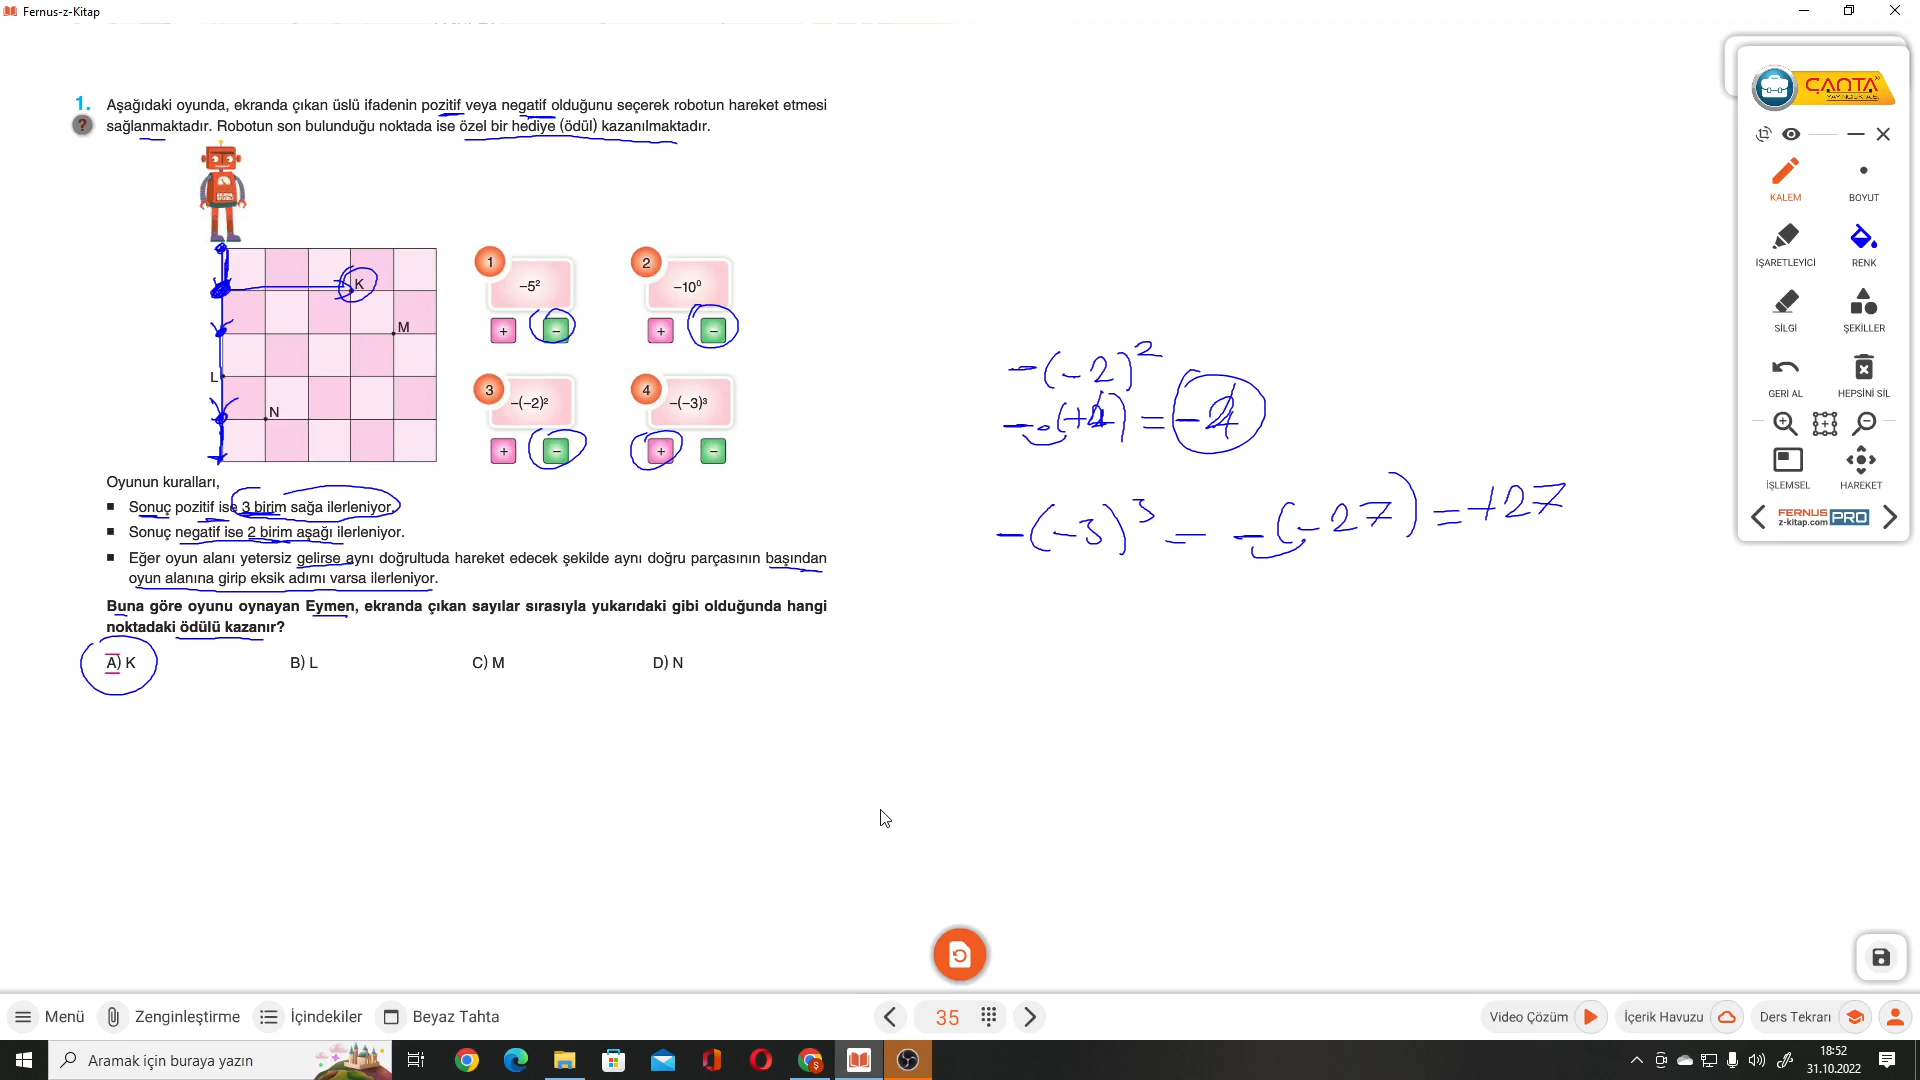 Fernus-z-Kitap
1. Aşağıdaki oyunda, ekranda çıkan üslü ifadenin pozitif veya negatif olduğunu seçerek robotun hareket etmesi
? sağlanmaktadır. Robotun son bulunduğu noktada ise özel bir hediye (ödül) kazanılmaktadır.
K
M
L
N
1
−5²
+ −
2
−10⁰
+ −
3
−(−2)²
+ −
4
−(−3)³
+ −
−(−2)²
−·(+4) = −4
−(−3)³ = −(−27) = +27
Oyunun kuralları,
▪ Sonuç pozitif ise 3 birim sağa ilerleniyor.
▪ Sonuç negatif ise 2 birim aşağı ilerleniyor.
▪ Eğer oyun alanı yetersiz gelirse aynı doğrultuda hareket edecek şekilde aynı doğru parçasının başından
oyun alanına girip eksik adımı varsa ilerleniyor.
Buna göre oyunu oynayan Eymen, ekranda çıkan sayılar sırasıyla yukarıdaki gibi olduğunda hangi
noktadaki ödülü kazanır?
A) K B) L C) M D) N
ÇANTA
KALEM BOYUT
İŞARETLEYİCİ RENK
SİLGİ ŞEKİLLER
GERİ AL HEPSİNİ SİL
İŞLEMSEL HAREKET
FERNUS
z-kitap.com PRO
Menü Zenginleştirme İçindekiler Beyaz Tahta 35 Video Çözüm İçerik Havuzu Ders Tekrarı
Aramak için buraya yazın
18:52
31.10.2022